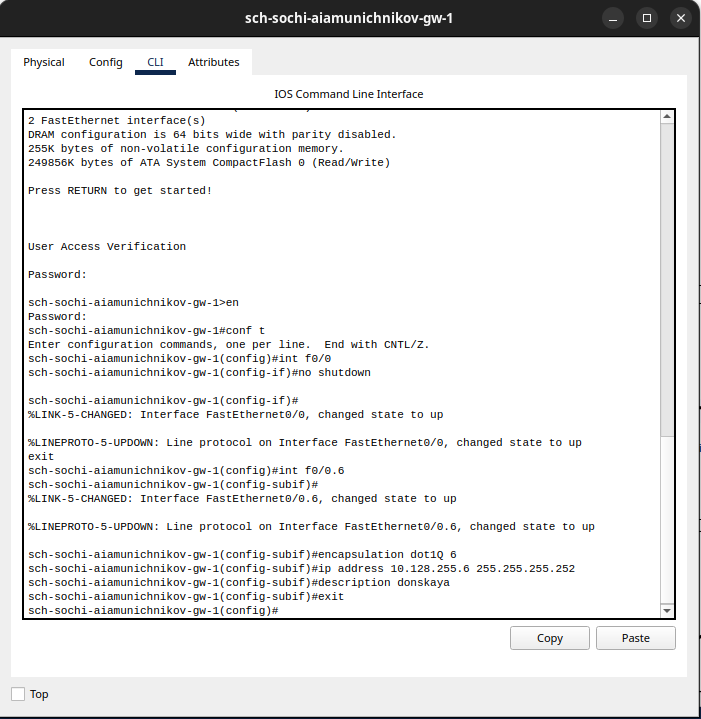 sch-sochi-aiamunichnikov-gw-1
Physical Config CLI Attributes
IOS Command Line Interface
2 FastEthernet interface(s)
DRAM configuration is 64 bits wide with parity disabled.
255K bytes of non-volatile configuration memory.
249856K bytes of ATA System CompactFlash 0 (Read/Write)
Press RETURN to get started!
User Access Verification
Password:
sch-sochi-aiamunichnikov-gw-1>en
Password:
sch-sochi-aiamunichnikov-gw-1#conf t
Enter configuration commands, one per line.  End with CNTL/Z.
sch-sochi-aiamunichnikov-gw-1(config)#int f0/0
sch-sochi-aiamunichnikov-gw-1(config-if)#no shutdown
sch-sochi-aiamunichnikov-gw-1(config-if)#
%LINK-5-CHANGED: Interface FastEthernet0/0, changed state to up
%LINEPROTO-5-UPDOWN: Line protocol on Interface FastEthernet0/0, changed state to up
exit
sch-sochi-aiamunichnikov-gw-1(config)#int f0/0.6
sch-sochi-aiamunichnikov-gw-1(config-subif)#
%LINK-5-CHANGED: Interface FastEthernet0/0.6, changed state to up
%LINEPROTO-5-UPDOWN: Line protocol on Interface FastEthernet0/0.6, changed state to up
sch-sochi-aiamunichnikov-gw-1(config-subif)#encapsulation dot1Q 6
sch-sochi-aiamunichnikov-gw-1(config-subif)#ip address 10.128.255.6 255.255.255.252
sch-sochi-aiamunichnikov-gw-1(config-subif)#description donskaya
sch-sochi-aiamunichnikov-gw-1(config-subif)#exit
sch-sochi-aiamunichnikov-gw-1(config)#
Copy Paste
Top